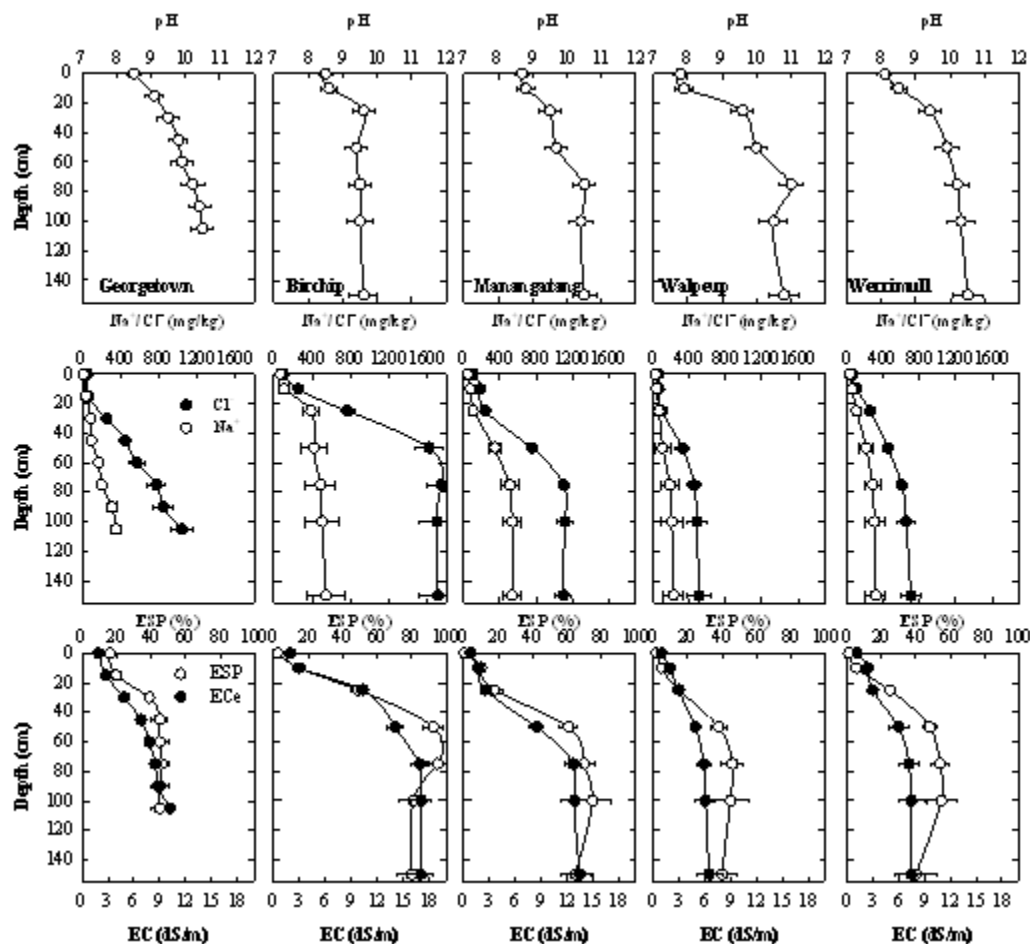 pH pH pH pH pH
7 8 9 10 11 12 7 8 9 10 11 12 7 8 9 10 11 12 7 8 9 10 11 12 7 8 9 10 11 12
0
20
40
60
80
100
120
140
Depth (cm)
Georgetown Birchip Manangatang Walpeup Werrimull
Na⁺/Cl⁻ (mg/kg) Na⁺/Cl⁻ (mg/kg) Na⁺/Cl⁻ (mg/kg) Na⁺/Cl⁻ (mg/kg) Na⁺/Cl⁻ (mg/kg)
0 400 800 1200 1600 0 400 800 1200 1600 0 400 800 1200 1600 0 400 800 1200 1600 0 400 800 1200 1600
0
20
40
60
80
100
120
140
Depth (cm)
Cl⁻
Na⁺
ESP (%) ESP (%) ESP (%) ESP (%) ESP (%)
0 20 40 60 80 100 0 20 40 60 80 100 0 20 40 60 80 100 0 20 40 60 80 100 0 20 40 60 80 100
0
20
40
60
80
100
120
140
Depth (cm)
ESP
ECe
0 3 6 9 12 15 18 0 3 6 9 12 15 18 0 3 6 9 12 15 18 0 3 6 9 12 15 18 0 3 6 9 12 15 18
EC (dS/m) EC (dS/m) EC (dS/m) EC (dS/m) EC (dS/m)